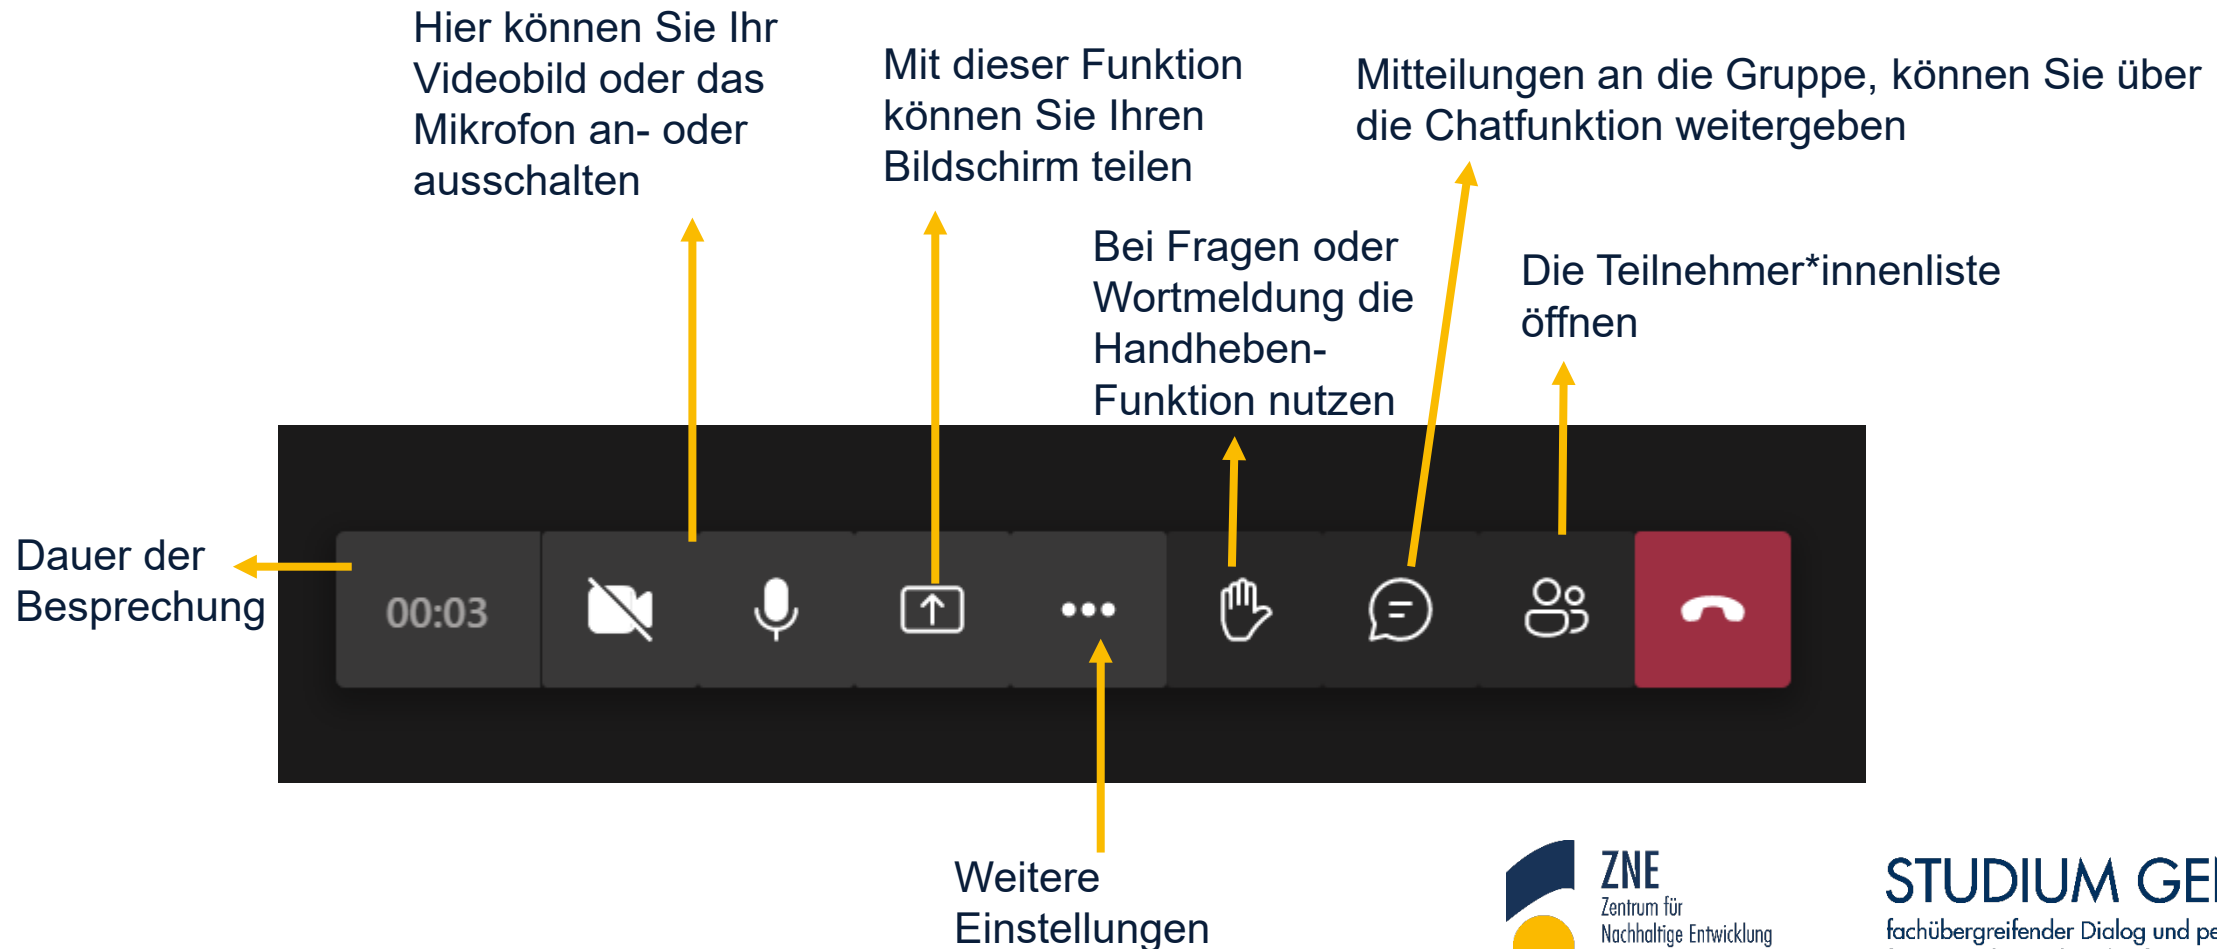 Hier können Sie Ihr
Videobild oder das
Mikrofon an- oder
ausschalten
Mit dieser Funktion
können Sie Ihren
Bildschirm teilen
Mitteilungen an die Gruppe, können Sie über
die Chatfunktion weitergeben
Bei Fragen oder
Wortmeldung die
Handheben-
Funktion nutzen
Die Teilnehmer*innenliste
öffnen
Dauer der
Besprechung
00:03
Weitere
Einstellungen
ZNE
Zentrum für
Nachhaltige Entwicklung
STUDIUM
fachübergreifender Dialog und